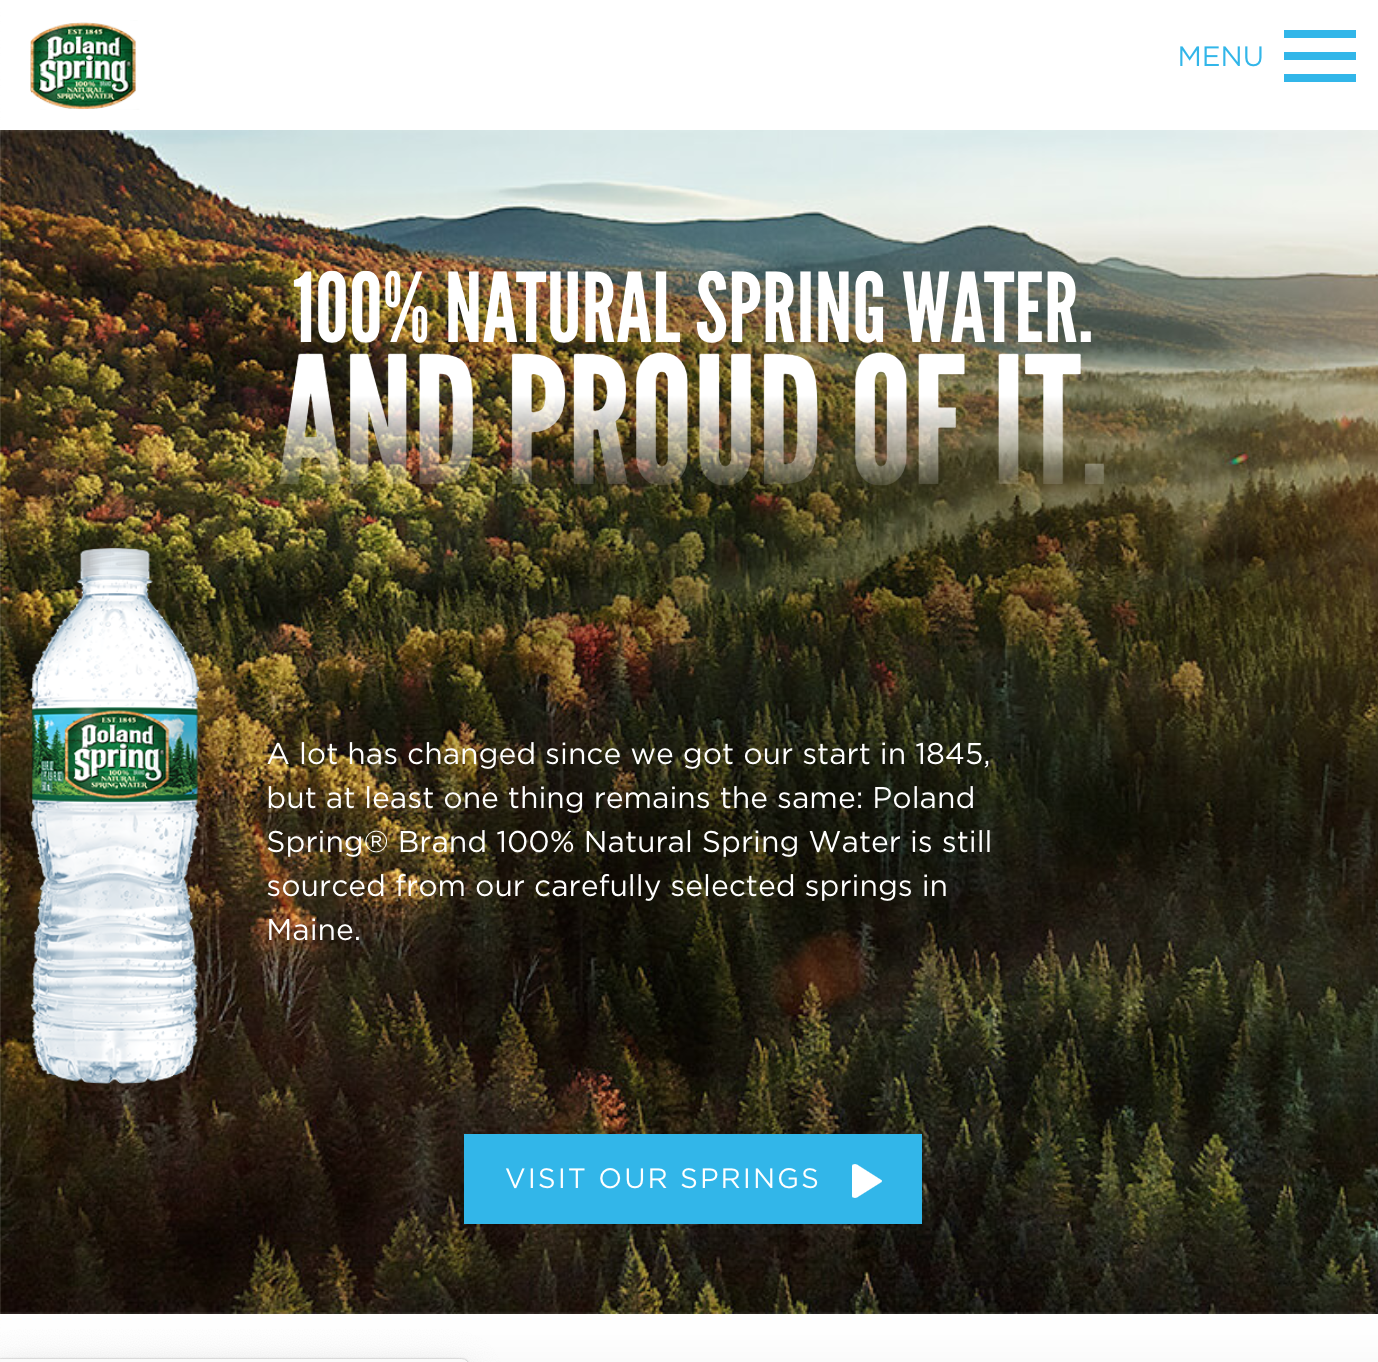 EST 1845
Poland
Spring®
100%
NATURAL
SPRING WATER
MENU
100% NATURAL SPRING WATER.
AND PROUD OF IT.
EST 1845
Poland
Spring®
100%
NATURAL
SPRING WATER
A lot has changed since we got our start in 1845,
but at least one thing remains the same: Poland
Spring® Brand 100% Natural Spring Water is still
sourced from our carefully selected springs in
Maine.
VISIT OUR SPRINGS